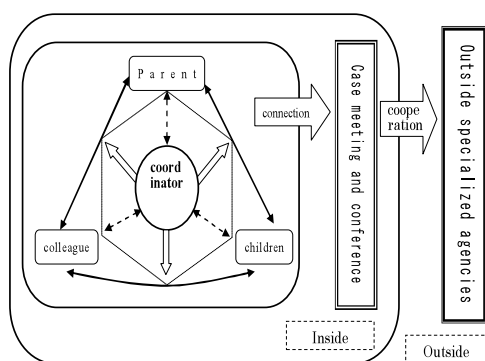 Parent
coord
inator
colleague
children
connection
Case meeting and conference
coope
ration
Outside specialized agencies
Inside
Outside